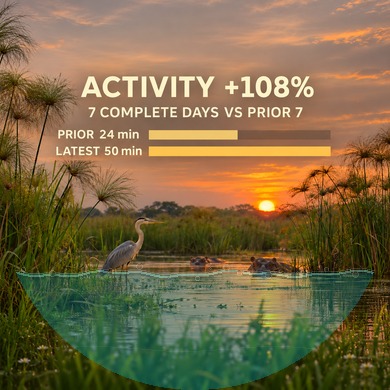 ACTIVITY +108%
7 COMPLETE DAYS VS PRIOR 7
PRIOR 24 min
LATEST 50 min